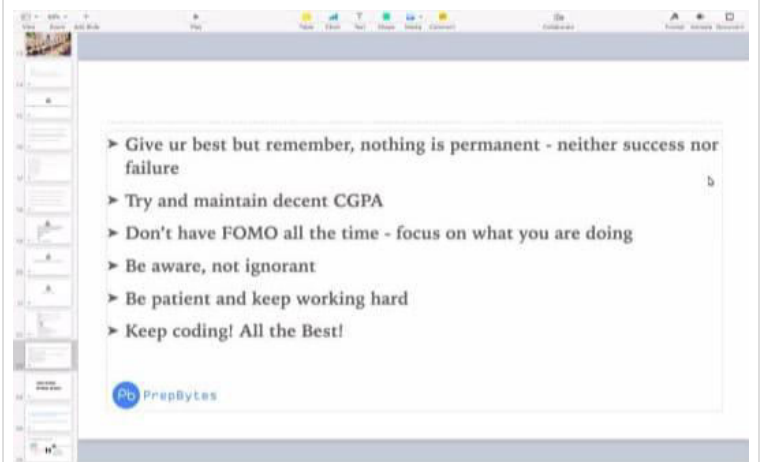 Give ur best but remember, nothing is permanent - neither success nor
failure
Try and maintain decent CGPA
Don't have FOMO all the time - focus on what you are doing
Be aware, not ignorant
Be patient and keep working hard
Keep coding! All the Best!
Pb PrepBytes